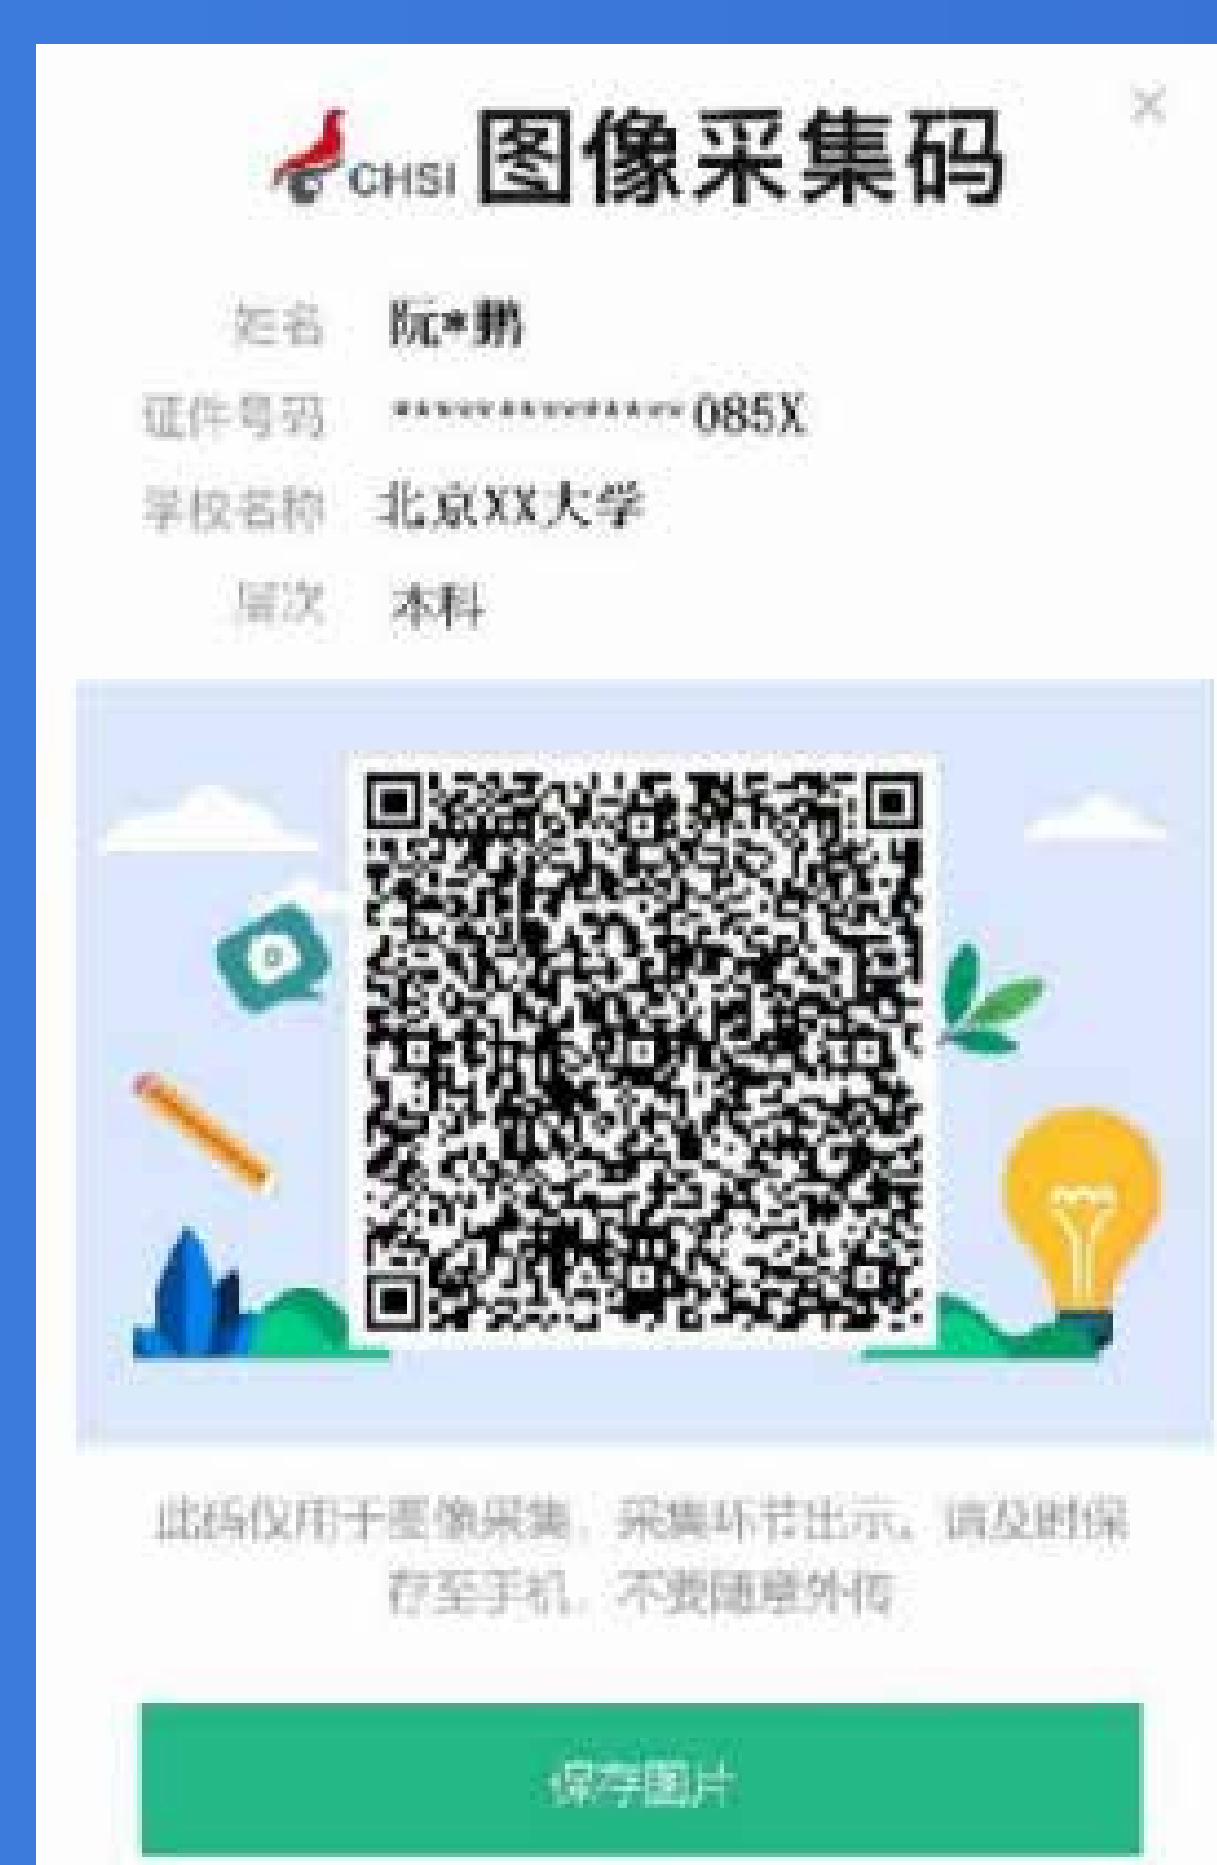 CHSI 图像采集码
姓名 阮*鹏
证件号码 **************085X
学校名称 北京XX大学
层次 本科
此码仅用于图像采集，采集环节出示。请及时保
存至手机，不要随意外传
保存图片